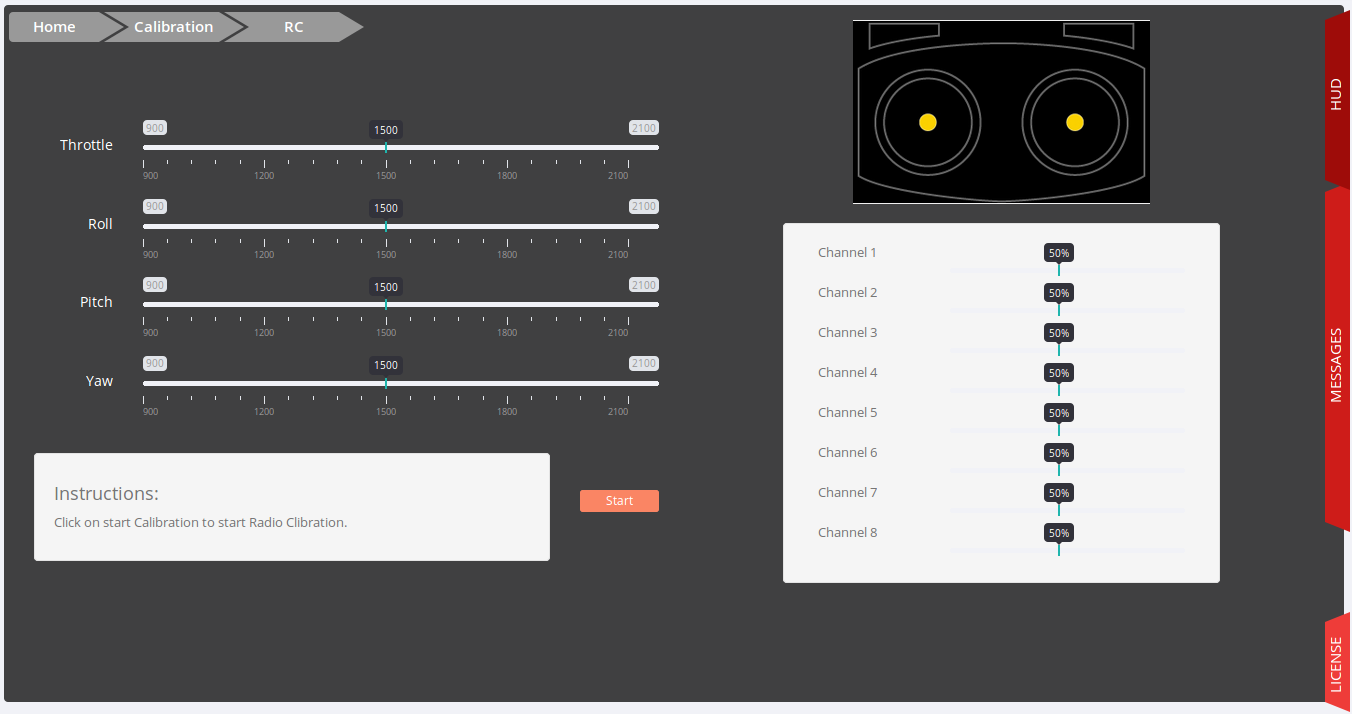 Home Calibration RC
HUD
900 1500 2100
Throttle
900 1200 1500 1800 2100
900 1500 2100
Roll
900 1200 1500 1800 2100
900 1500 2100
Pitch
900 1200 1500 1800 2100
900 1500 2100
Yaw
900 1200 1500 1800 2100
Instructions:
Click on start Calibration to start Radio Clibration.
Start
Channel 1 50%
Channel 2 50%
Channel 3 50%
Channel 4 50%
Channel 5 50%
Channel 6 50%
Channel 7 50%
Channel 8 50%
MESSAGES
LICENSE